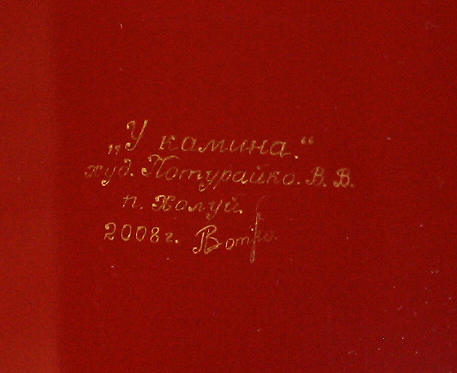 „У камина.“
худ. Потурайко. В. В.
п. Холуй.
2008г.